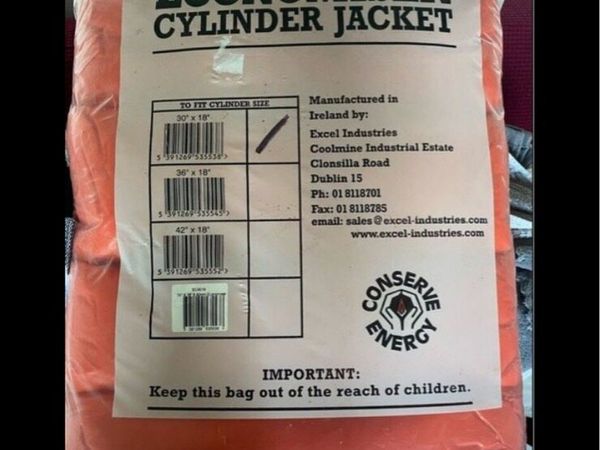 CYLINDER JACKET
TO FIT CYLINDER SIZE
30" x 18"
5 391269 535538 >
36" x 18"
5 391269 535545 >
42" x 18"
5 391269 535552 >
Manufactured in
Ireland by:
Excel Industries
Coolmine Industrial Estate
Clonsilla Road
Dublin 15
Ph: 01 8118701
Fax: 01 8118785
email: sales@excel-industries.com
www.excel-industries.com
CONSERVE
ENERGY
IMPORTANT:
Keep this bag out of the reach of children.